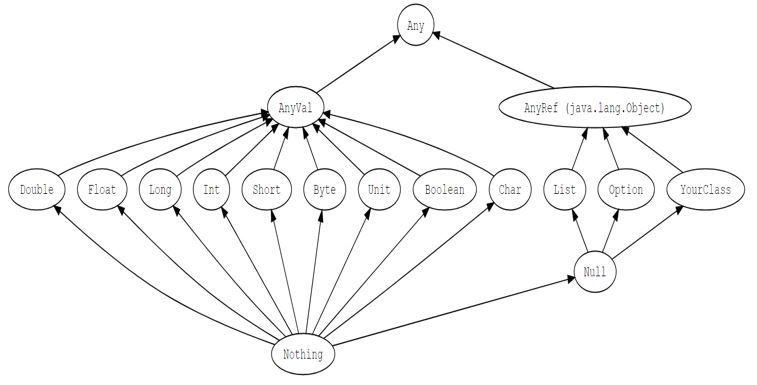 Any
AnyVal
AnyRef (java.lang.Object)
Double
Float
Long
Int
Short
Byte
Unit
Boolean
Char
List
Option
YourClass
Null
Nothing